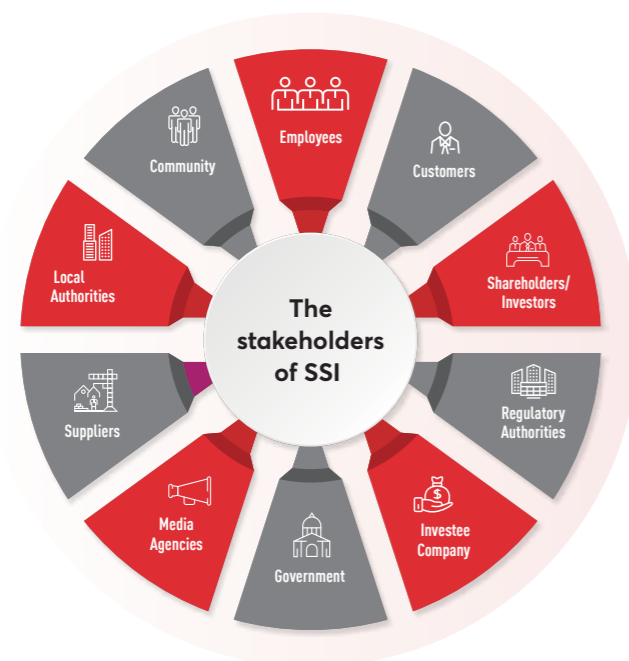 Employees
Customers
Shareholders/
Investors
Regulatory
Authorities
Investee
Company
Government
Media
Agencies
Suppliers
Local
Authorities
Community
The
stakeholders
of SSI